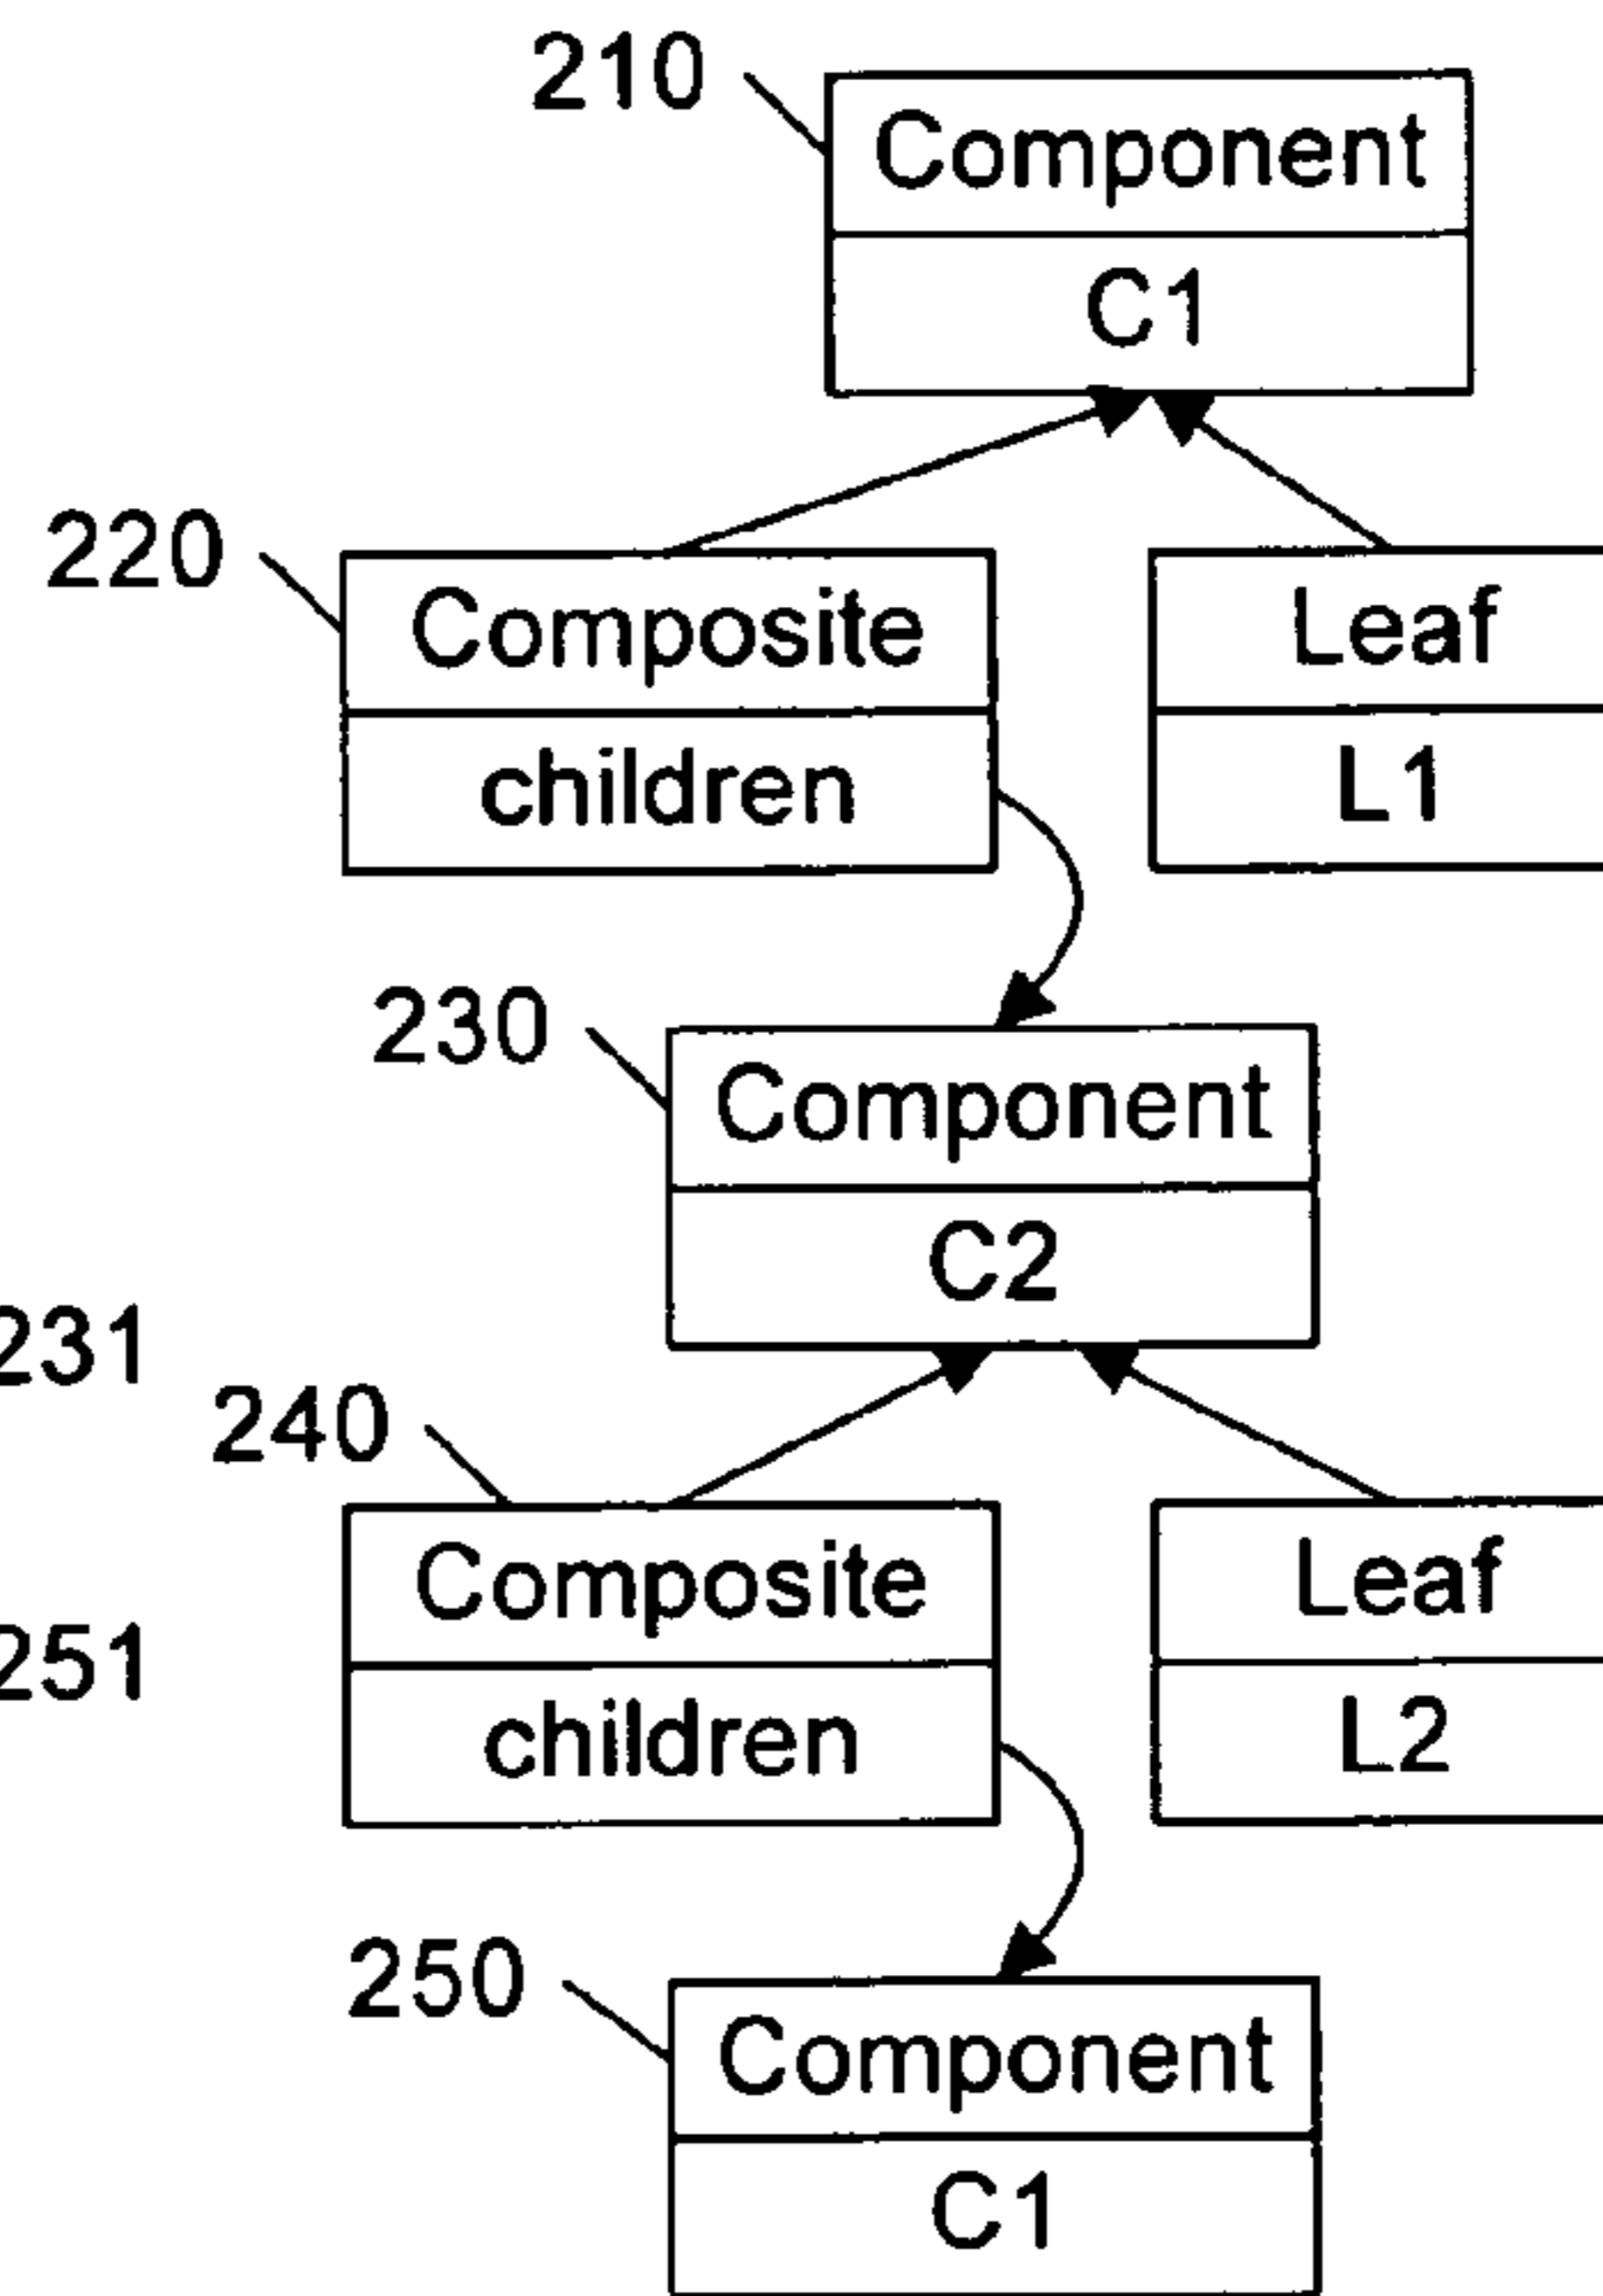 210
Component
C1
220
Composite
Leaf
children
L1
230
Component
C2
231
240
Composite
Leaf
251
children
L2
250
Component
C1